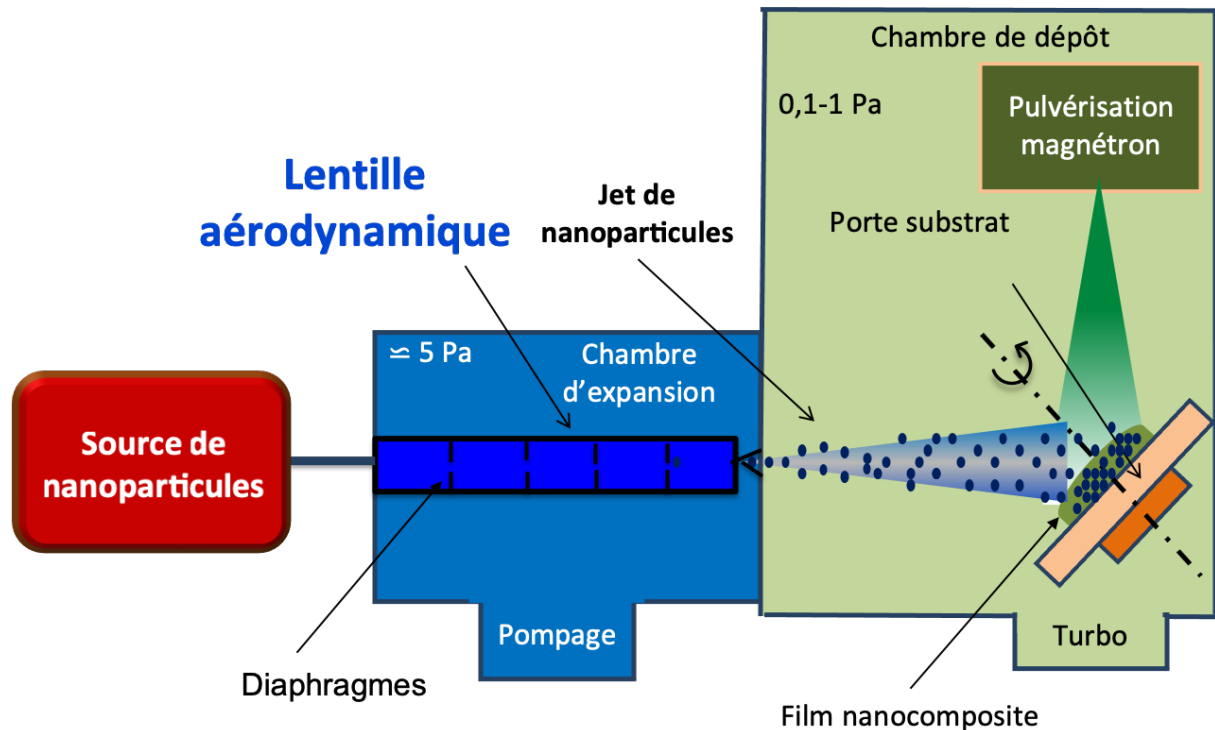 Chambre de dépôt
0,1-1 Pa
Pulvérisation
magnétron
Lentille
aérodynamique
Jet de
nanoparticules
Porte substrat
≌ 5 Pa
Chambre
d’expansion
Source de
nanoparticules
Pompage
Turbo
Diaphragmes
Film nanocomposite